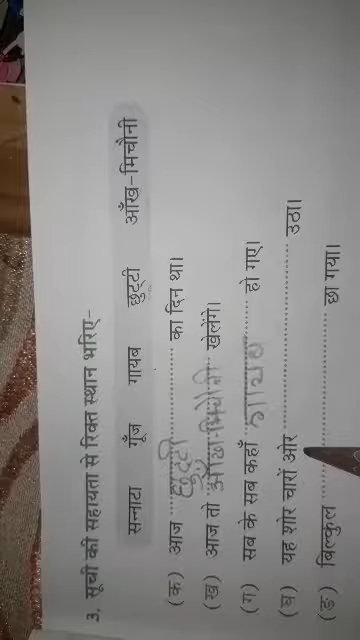 3. सूची की सहायता से रिक्त स्थान भरिए–
सन्नाटा गूँज गायब छुट्टी आँख-मिचौनी
(क) आज ....छुट्टी.... का दिन था।
(ख) आज तो ..आँख-मिचौनी.. खेलेंगे।
(ग) सब के सब कहाँ ..गायब.. हो गए।
(घ) यह शोर चारों ओर .................... उठा।
(ङ) बिल्कुल .................... छा गया।